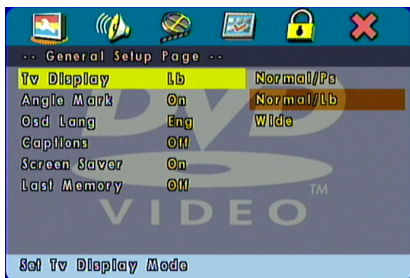 -- General Setup Page --
Tv Display Lb Normal/Ps
Angle Mark On Normal/Lb
Osd Lang Eng Wide
Captions Off
Screen Saver On
Last Memory Off
DVD
VIDEO TM
Set Tv Display Mode